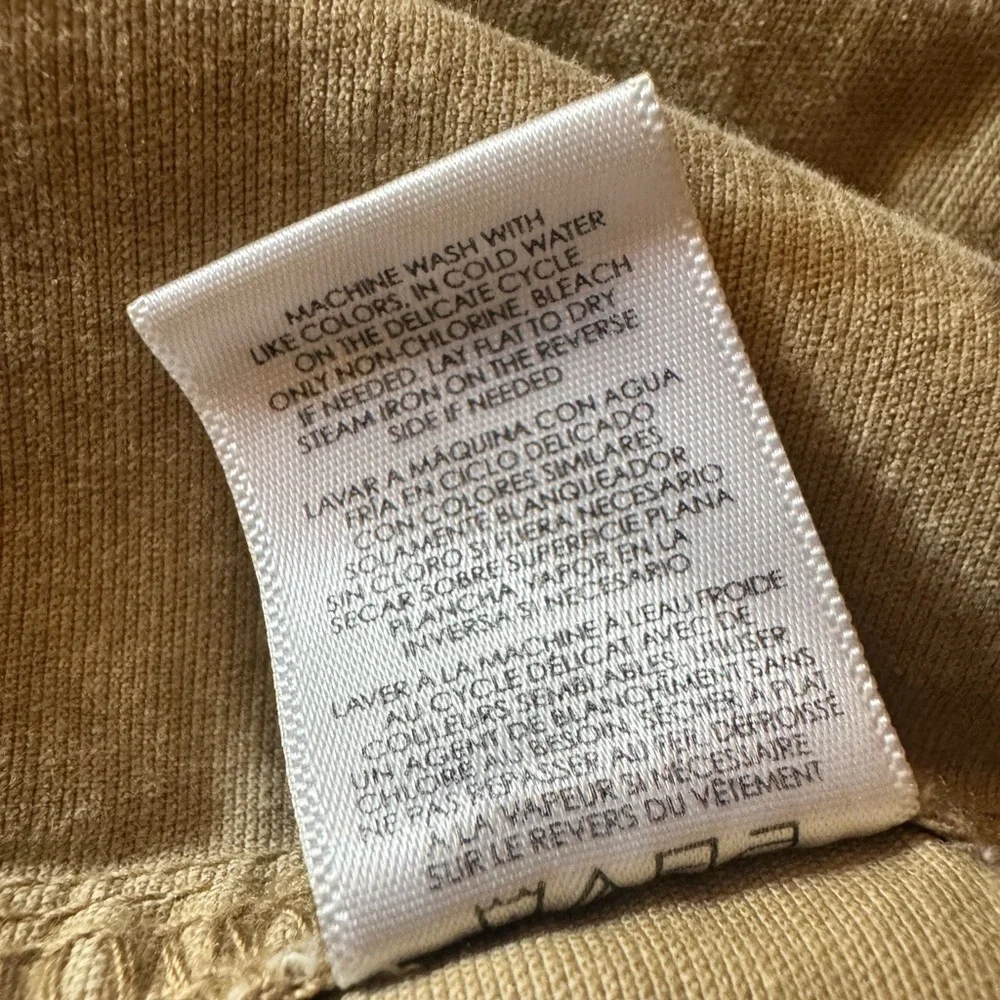 MACHINE WASH WITH
LIKE COLORS, IN COLD WATER
ON THE DELICATE CYCLE
ONLY NON-CHLORINE, BLEACH
IF NEEDED. LAY FLAT TO DRY
STEAM IRON ON THE REVERSE
SIDE IF NEEDED
LAVAR A MÁQUINA CON AGUA
FRIA EN CICLO DELICADO
CON COLORES SIMILARES
SOLAMENTE BLANQUEADOR
SIN CLORO SI FUERA NECESARIO
SECAR SOBRE SUPERFICIE PLANA
PLANCHA VAPOR EN LA
INVERSIA SI NECESARIO
LAVER À LA MACHINE À L'EAU FROIDE
AU CYCLE DÉLICAT AVEC DE
COULEURS SEMBLABLES. UTILISER
UN AGENT DE BLANCHÎMENT SANS
CHLORE AU BESOIN, SÉCHER À PLAT
NE PAS REPASSER AU FER, DÉFROISSÉ
À LA VAPEUR SI NÉCESSAIRE
SUR LE REVERS DU VÊTEMENT